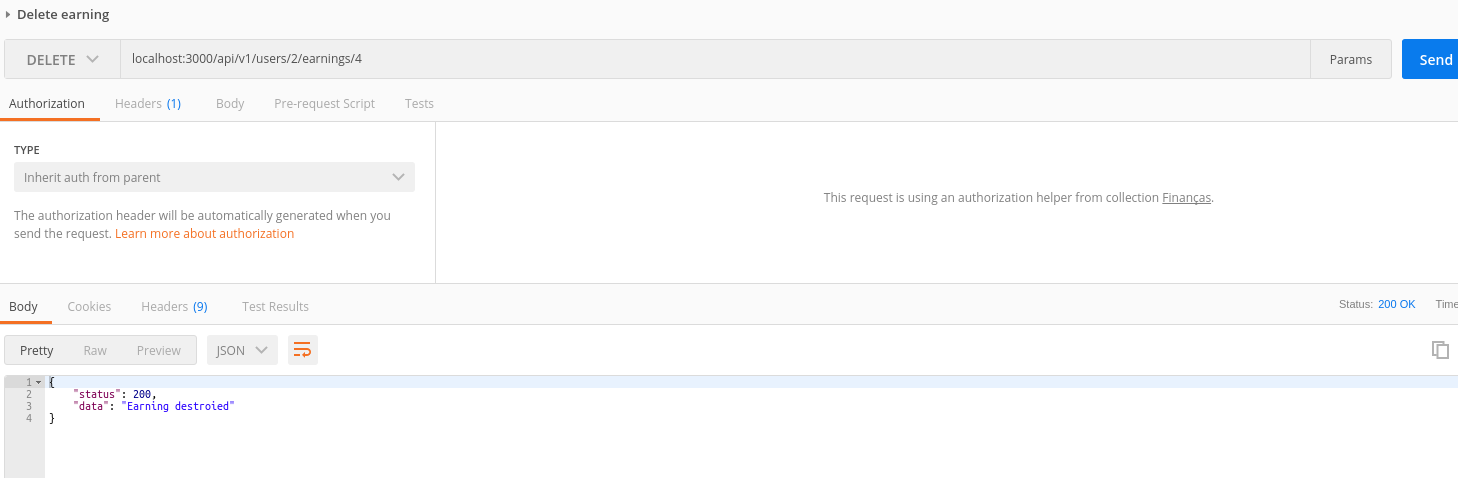 Delete earning
DELETE localhost:3000/api/v1/users/2/earnings/4 Params Send
Authorization Headers (1) Body Pre-request Script Tests
TYPE
Inherit auth from parent
The authorization header will be automatically generated when you
send the request. Learn more about authorization
This request is using an authorization helper from collection Finanças.
Body Cookies Headers (9) Test Results Status: 200 OK Time
Pretty Raw Preview JSON
1 {
2 "status": 200,
3 "data": "Earning destroied"
4 }